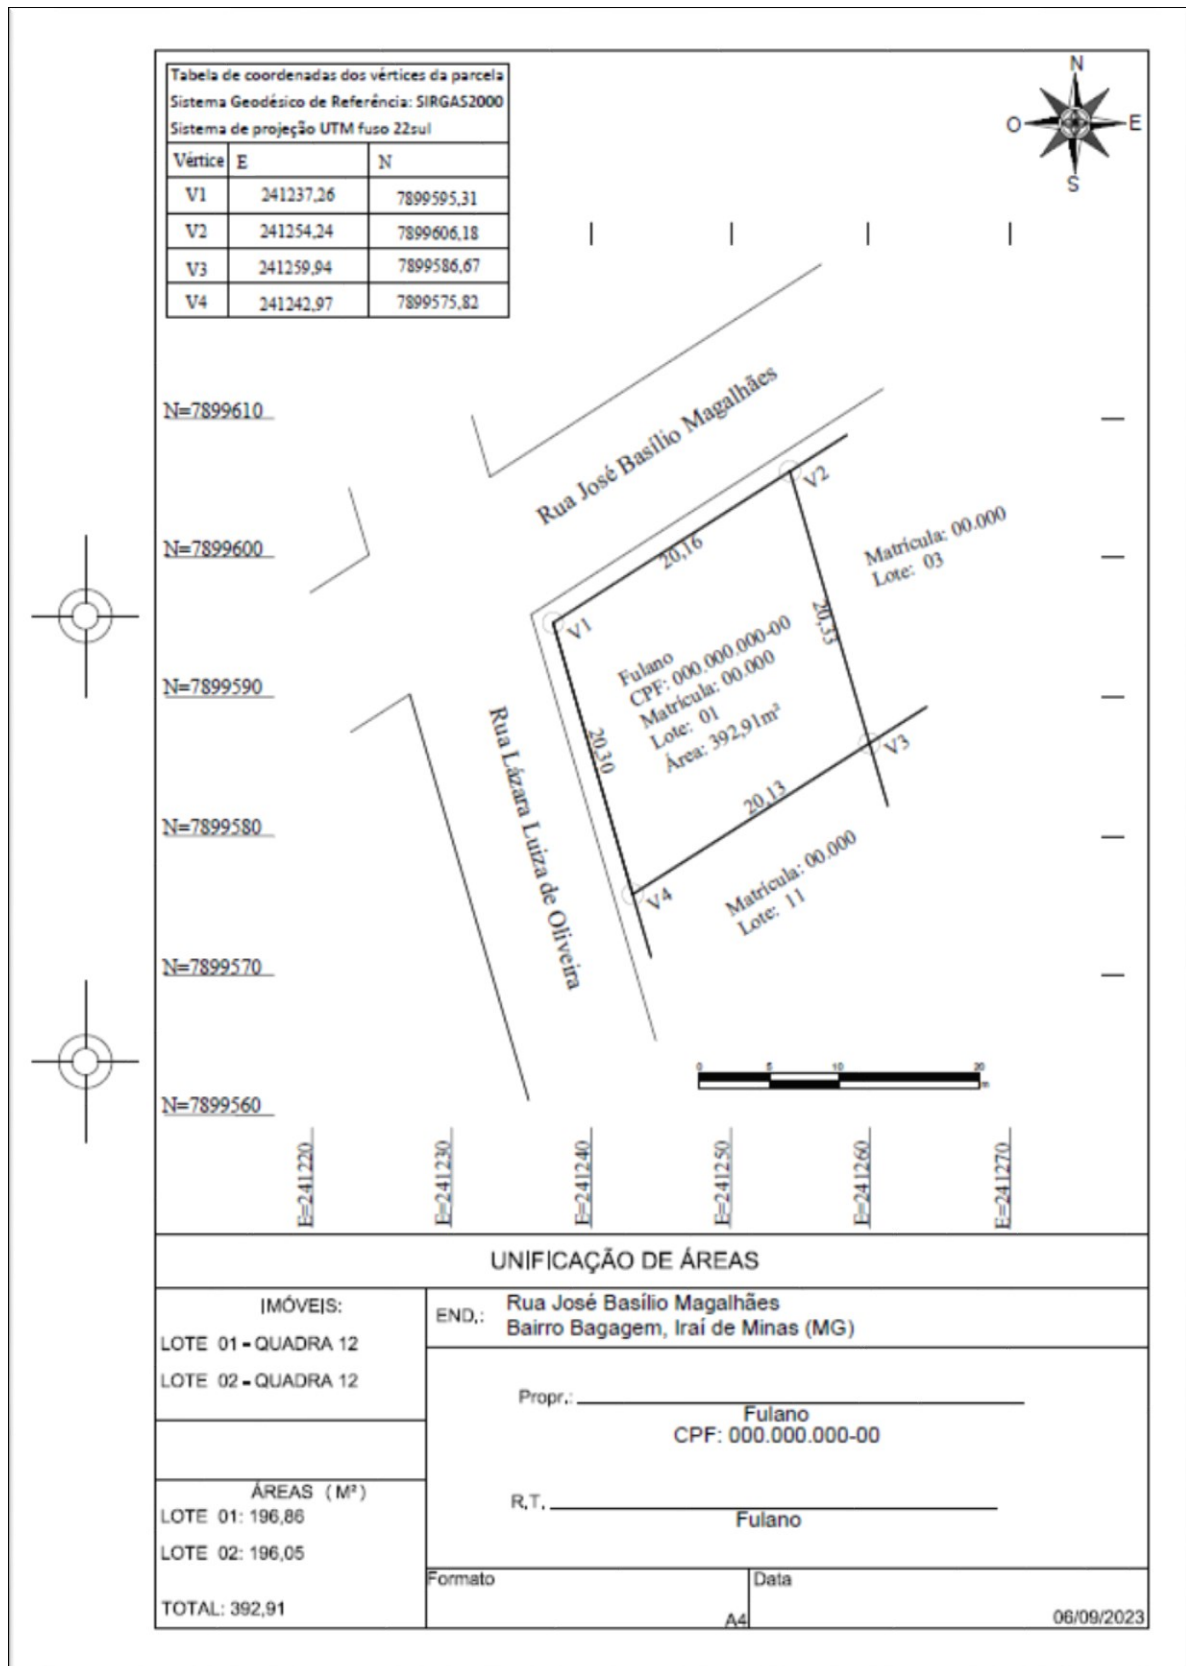 Tabela de coordenadas dos vértices da parcela
Sistema Geodésico de Referência: SIRGAS2000
Sistema de projeção UTM fuso 22sul
Vértice E N
V1 241237,26 7899595,31
V2 241254,24 7899606,18
V3 241259,94 7899586,67
V4 241242,97 7899575,82
N
O E
S
N=7899610
N=7899600
N=7899590
N=7899580
N=7899570
N=7899560
Rua José Basílio Magalhães
V2
20,16
Matrícula: 00.000
Lote: 03
V1
20,33
Fulano
CPF: 000.000.000-00
Matrícula: 00.000
Lote: 01
Área: 392,91m²
20,30
Rua Lázara Luiza de Oliveira
V3
20,13
V4
Matrícula: 00.000
Lote: 11
0 5 10 20
m
E=241220
E=241230
E=241240
E=241250
E=241260
E=241270
UNIFICAÇÃO DE ÁREAS
IMÓVEIS:
LOTE 01 - QUADRA 12
LOTE 02 - QUADRA 12
END.: Rua José Basílio Magalhães
Bairro Bagagem, Iraí de Minas (MG)
Propr.:
Fulano
CPF: 000.000.000-00
ÁREAS (M²)
LOTE 01: 196,86
LOTE 02: 196,05
TOTAL: 392,91
R.T.
Fulano
Formato
A4
Data
06/09/2023